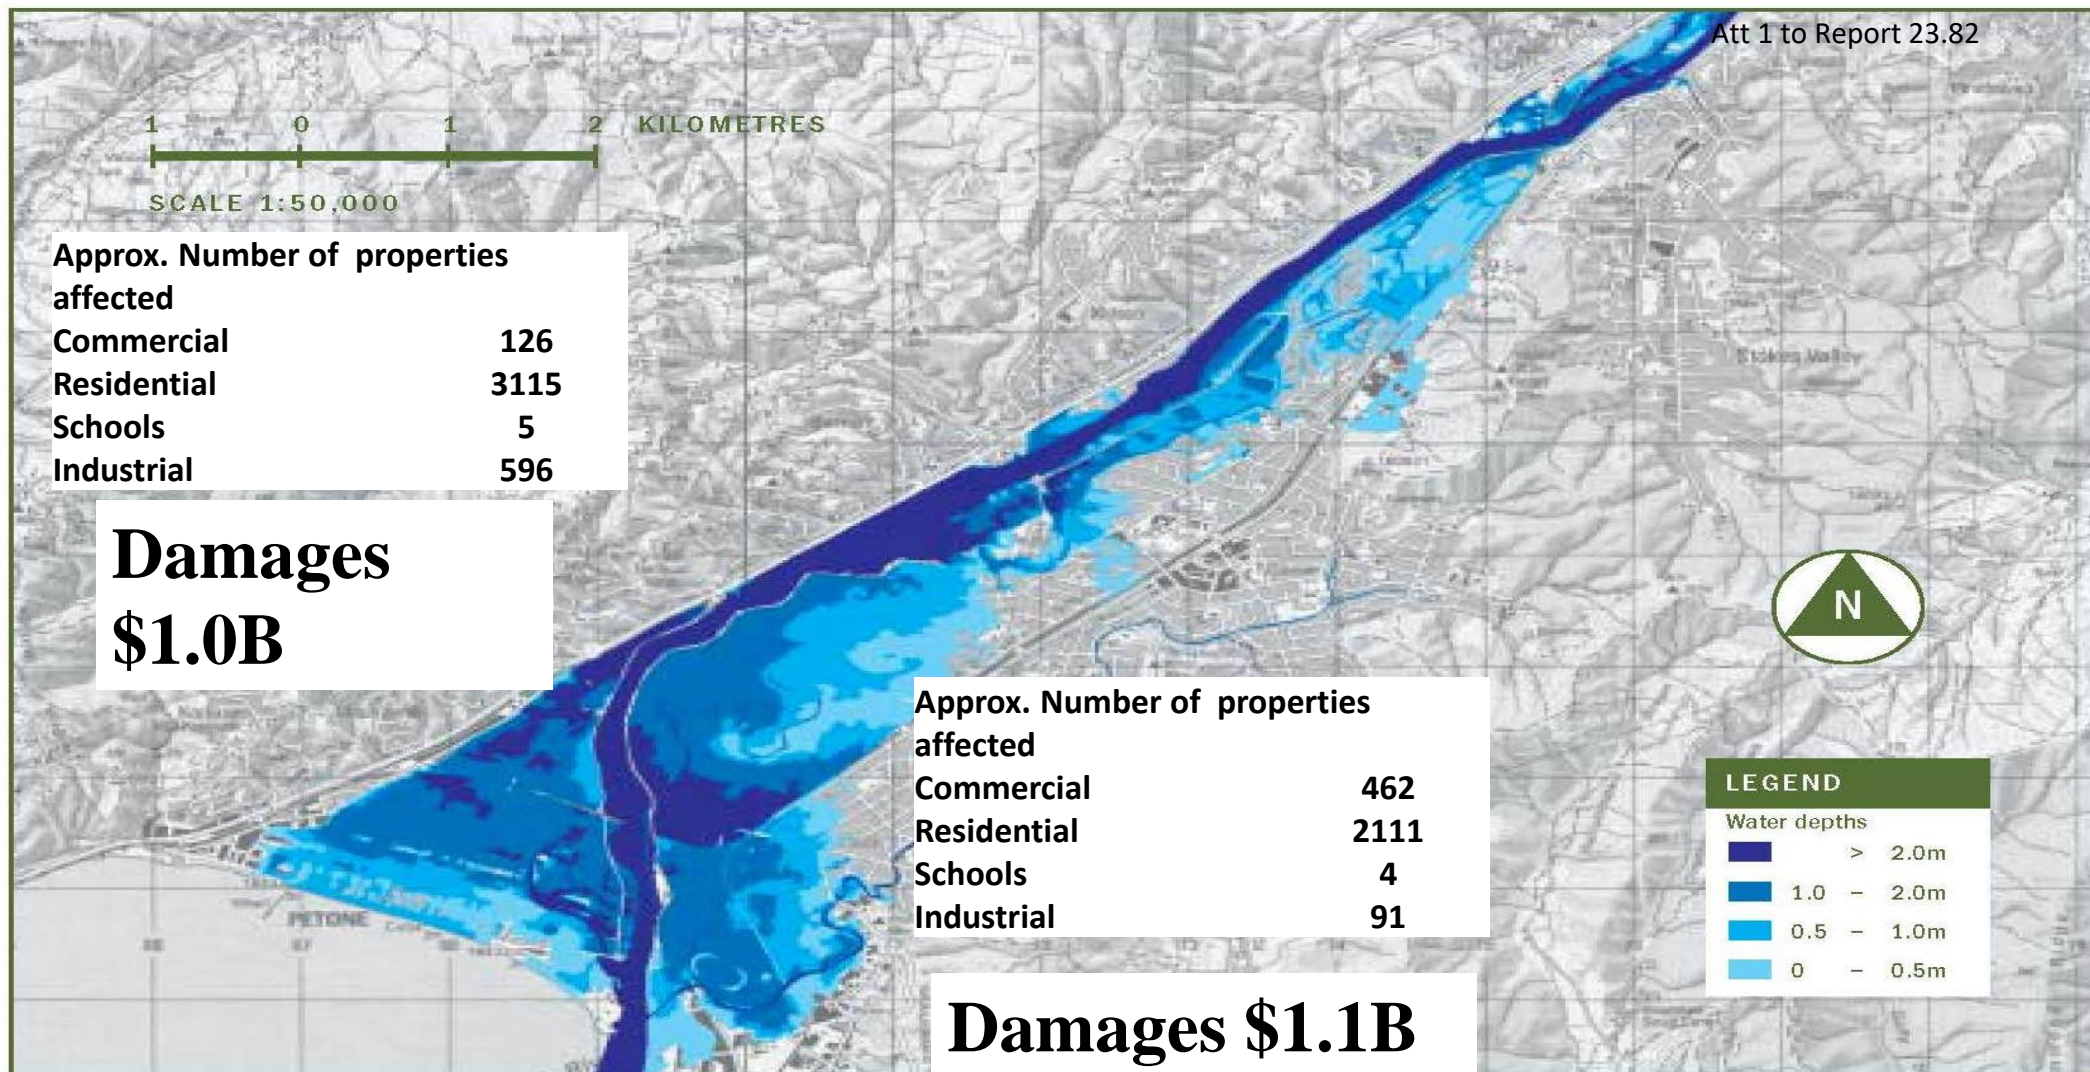 Att 1 to Report 23.82
1 0 1 2 KILOMETRES
SCALE 1:50,000
Approx. Number of properties
affected
Commercial 126
Residential 3115
Schools 5
Industrial 596
Damages
$1.0B
Stokes Valley
N
Approx. Number of properties
affected
Commercial 462
Residential 2111
Schools 4
Industrial 91
Damages $1.1B
PETONE
LEGEND
Water depths
> 2.0m
1.0 – 2.0m
0.5 – 1.0m
0 – 0.5m